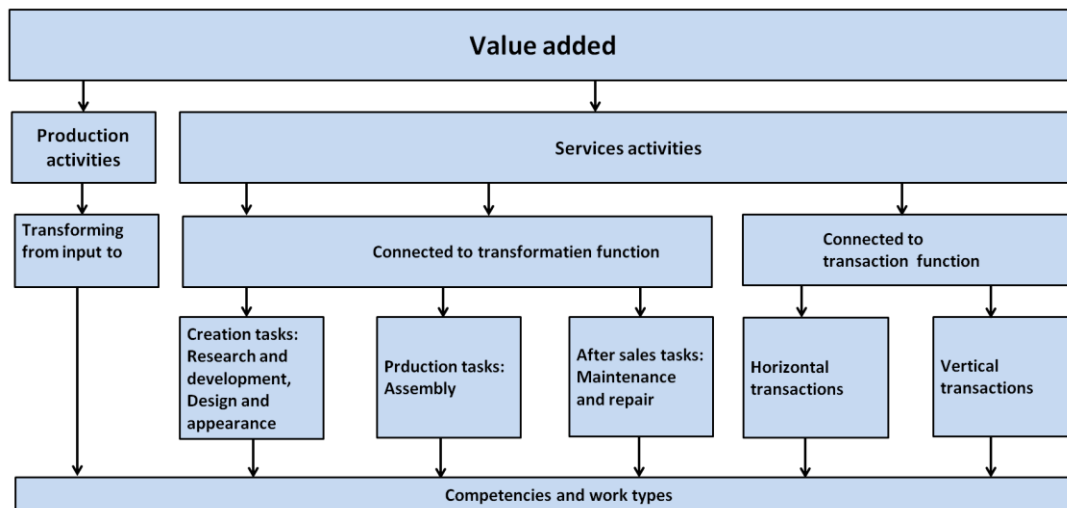 Value added
Production
activities
Services activities
Transforming
from input to
Connected to transformatien function
Connected to
transaction function
Creation tasks:
Research and
development,
Design and
appearance
Prduction tasks:
Assembly
After sales tasks:
Maintenance
and repair
Horizontal
transactions
Vertical
transactions
Competencies and work types